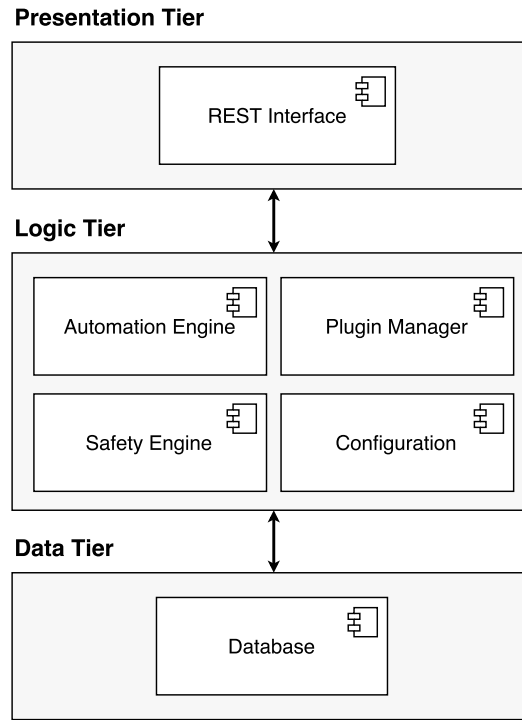 Presentation Tier
REST Interface
Logic Tier
Automation Engine
Plugin Manager
Safety Engine
Configuration
Data Tier
Database